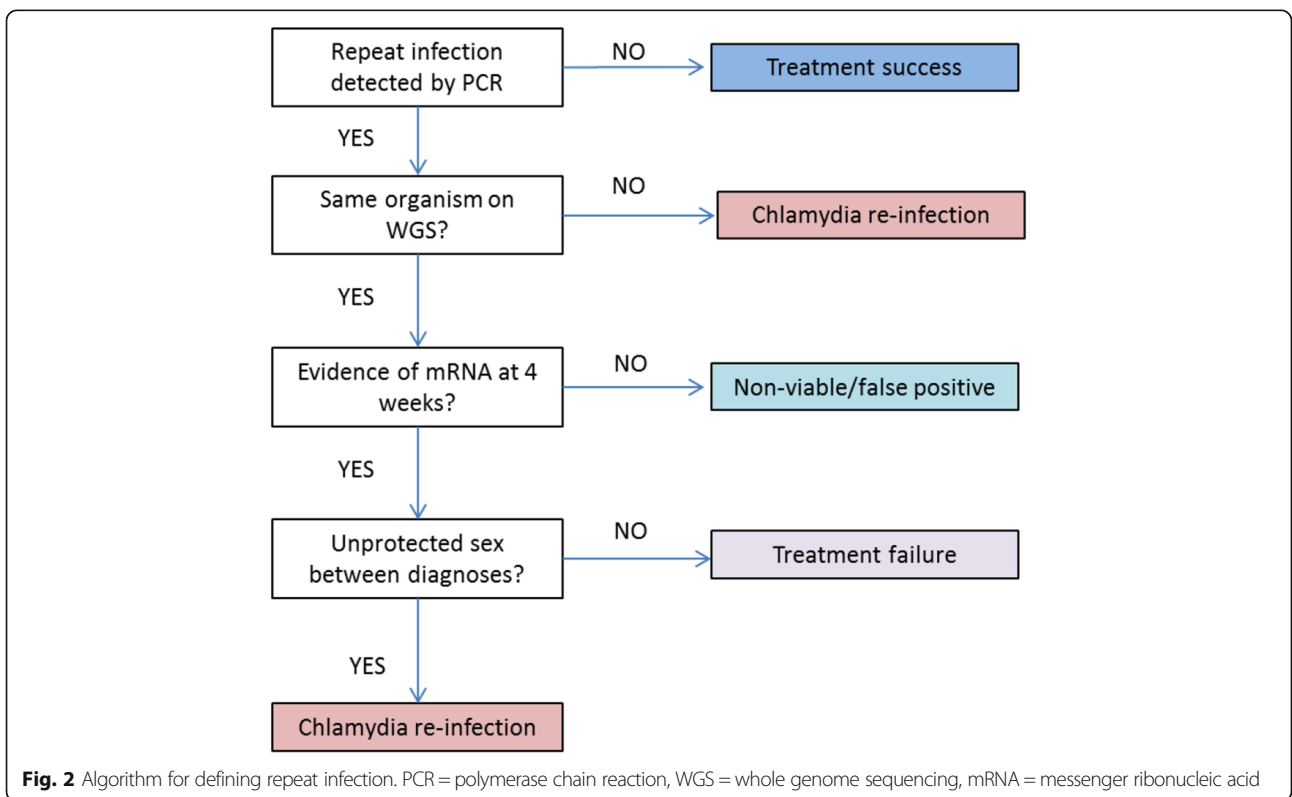 Repeat infection
detected by PCR
NO
Treatment success
YES
Same organism on
WGS?
NO
Chlamydia re-infection
YES
Evidence of mRNA at 4
weeks?
NO
Non-viable/false positive
YES
Unprotected sex
between diagnoses?
NO
Treatment failure
YES
Chlamydia re-infection
Fig. 2 Algorithm for defining repeat infection. PCR = polymerase chain reaction, WGS = whole genome sequencing, mRNA = messenger ribonucleic acid